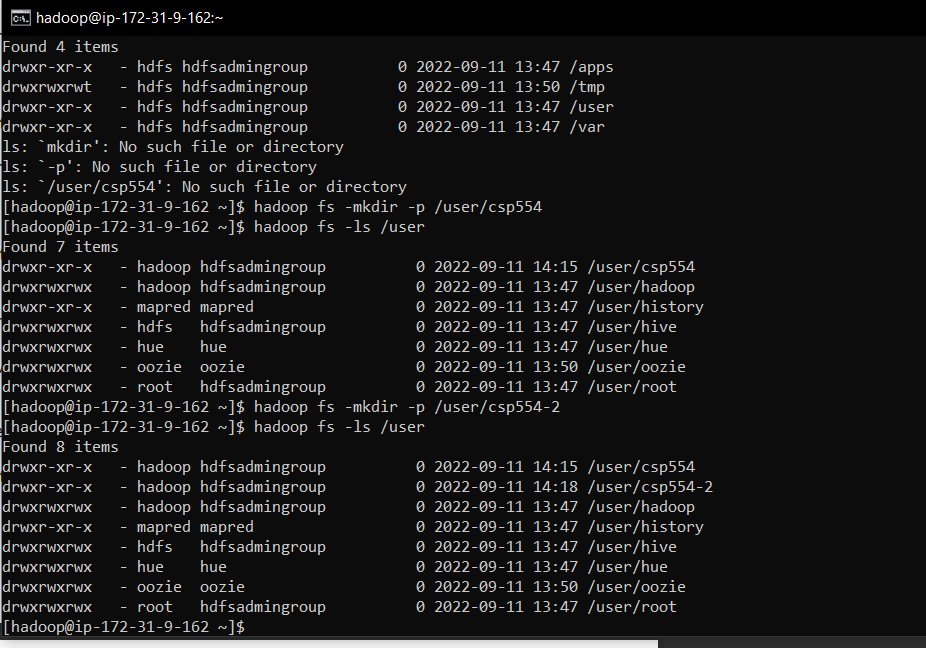 hadoop@ip-172-31-9-162:~
Found 4 items
drwxr-xr-x   - hdfs hdfsadmingroup          0 2022-09-11 13:47 /apps
drwxrwxrwt   - hdfs hdfsadmingroup          0 2022-09-11 13:50 /tmp
drwxr-xr-x   - hdfs hdfsadmingroup          0 2022-09-11 13:47 /user
drwxr-xr-x   - hdfs hdfsadmingroup          0 2022-09-11 13:47 /var
ls: `mkdir': No such file or directory
ls: `-p': No such file or directory
ls: `/user/csp554': No such file or directory
[hadoop@ip-172-31-9-162 ~]$ hadoop fs -mkdir -p /user/csp554
[hadoop@ip-172-31-9-162 ~]$ hadoop fs -ls /user
Found 7 items
drwxr-xr-x   - hadoop hdfsadmingroup          0 2022-09-11 14:15 /user/csp554
drwxrwxrwx   - hadoop hdfsadmingroup          0 2022-09-11 13:47 /user/hadoop
drwxr-xr-x   - mapred mapred                  0 2022-09-11 13:47 /user/history
drwxrwxrwx   - hdfs   hdfsadmingroup          0 2022-09-11 13:47 /user/hive
drwxrwxrwx   - hue    hue                     0 2022-09-11 13:47 /user/hue
drwxrwxrwx   - oozie  oozie                   0 2022-09-11 13:50 /user/oozie
drwxrwxrwx   - root   hdfsadmingroup          0 2022-09-11 13:47 /user/root
[hadoop@ip-172-31-9-162 ~]$ hadoop fs -mkdir -p /user/csp554-2
[hadoop@ip-172-31-9-162 ~]$ hadoop fs -ls /user
Found 8 items
drwxr-xr-x   - hadoop hdfsadmingroup          0 2022-09-11 14:15 /user/csp554
drwxr-xr-x   - hadoop hdfsadmingroup          0 2022-09-11 14:18 /user/csp554-2
drwxrwxrwx   - hadoop hdfsadmingroup          0 2022-09-11 13:47 /user/hadoop
drwxr-xr-x   - mapred mapred                  0 2022-09-11 13:47 /user/history
drwxrwxrwx   - hdfs   hdfsadmingroup          0 2022-09-11 13:47 /user/hive
drwxrwxrwx   - hue    hue                     0 2022-09-11 13:47 /user/hue
drwxrwxrwx   - oozie  oozie                   0 2022-09-11 13:50 /user/oozie
drwxrwxrwx   - root   hdfsadmingroup          0 2022-09-11 13:47 /user/root
[hadoop@ip-172-31-9-162 ~]$